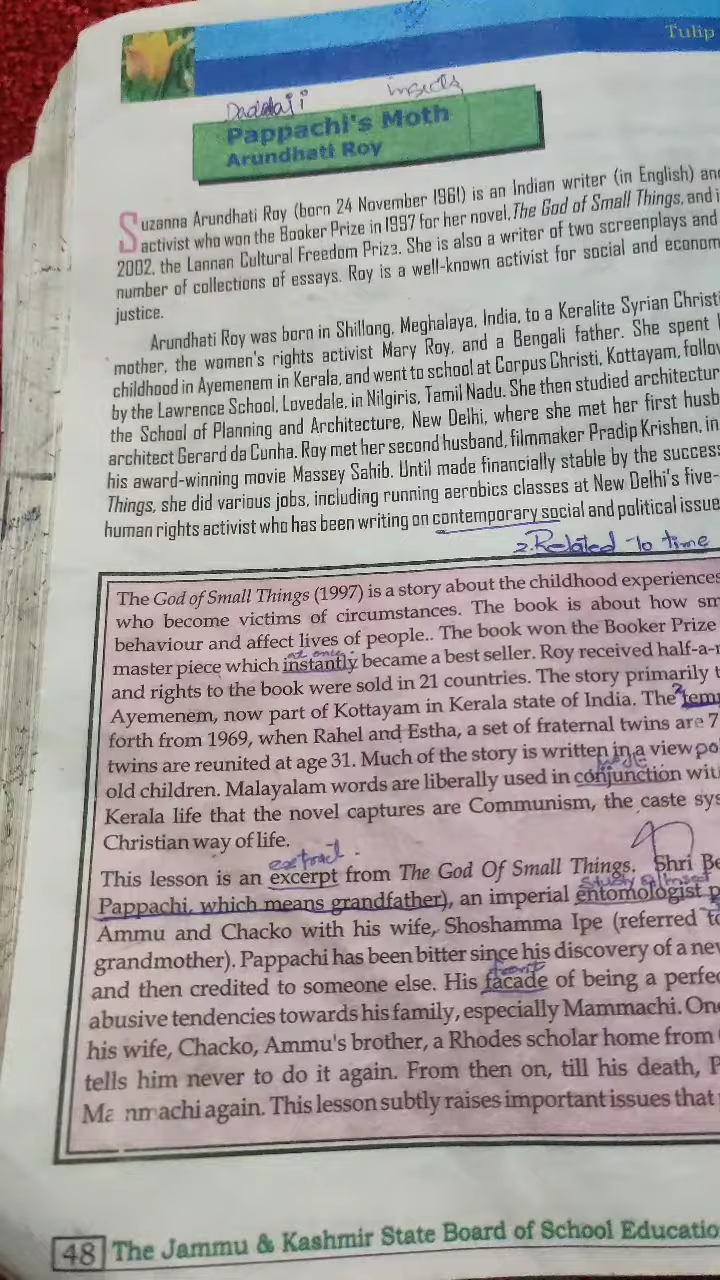 Tulip
Daddaji insects
Pappachi's Moth
Arundhati Roy
Suzanna Arundhati Roy (born 24 November 1961) is an Indian writer (in English) an
activist who won the Booker Prize in 1997 for her novel, The God of Small Things, and i
2002, the Lannan Cultural Freedom Prize. She is also a writer of two screenplays and
number of collections of essays. Roy is a well-known activist for social and econom
justice.
Arundhati Roy was born in Shillong, Meghalaya, India, to a Keralite Syrian Christi
mother, the women's rights activist Mary Roy, and a Bengali father. She spent
childhood in Ayemenem in Kerala, and went to school at Corpus Christi, Kottayam, follow
by the Lawrence School, Lovedale, in Nilgiris, Tamil Nadu. She then studied architectur
the School of Planning and Architecture, New Delhi, where she met her first husb
architect Gerard da Cunha. Roy met her second husband, filmmaker Pradip Krishen, in
his award-winning movie Massey Sahib. Until made financially stable by the success
Things, she did various jobs, including running aerobics classes at New Delhi's five-
human rights activist who has been writing on contemporary social and political issue
2. Related to time
The God of Small Things (1997) is a story about the childhood experiences
who become victims of circumstances. The book is about how sm
behaviour and affect lives of people.. The book won the Booker Prize
at once
master piece which instantly became a best seller. Roy received half-a-
and rights to the book were sold in 21 countries. The story primarily t
Ayemenem, now part of Kottayam in Kerala state of India. The tem
forth from 1969, when Rahel and Estha, a set of fraternal twins are 7
twins are reunited at age 31. Much of the story is written in a view po
old children. Malayalam words are liberally used in conjunction wit
Kerala life that the novel captures are Communism, the caste sys
Christian way of life.
extract
This lesson is an excerpt from The God Of Small Things. Shri Be
Pappachi, which means grandfather), an imperial entomologist p
Ammu and Chacko with his wife, Shoshamma Ipe (referred to
grandmother). Pappachi has been bitter since his discovery of a ne
front
and then credited to someone else. His facade of being a perfec
abusive tendencies towards his family, especially Mammachi. On
his wife, Chacko, Ammu's brother, a Rhodes scholar home from
tells him never to do it again. From then on, till his death, P
Ma nmachi again. This lesson subtly raises important issues that
48 The Jammu & Kashmir State Board of School Educatio